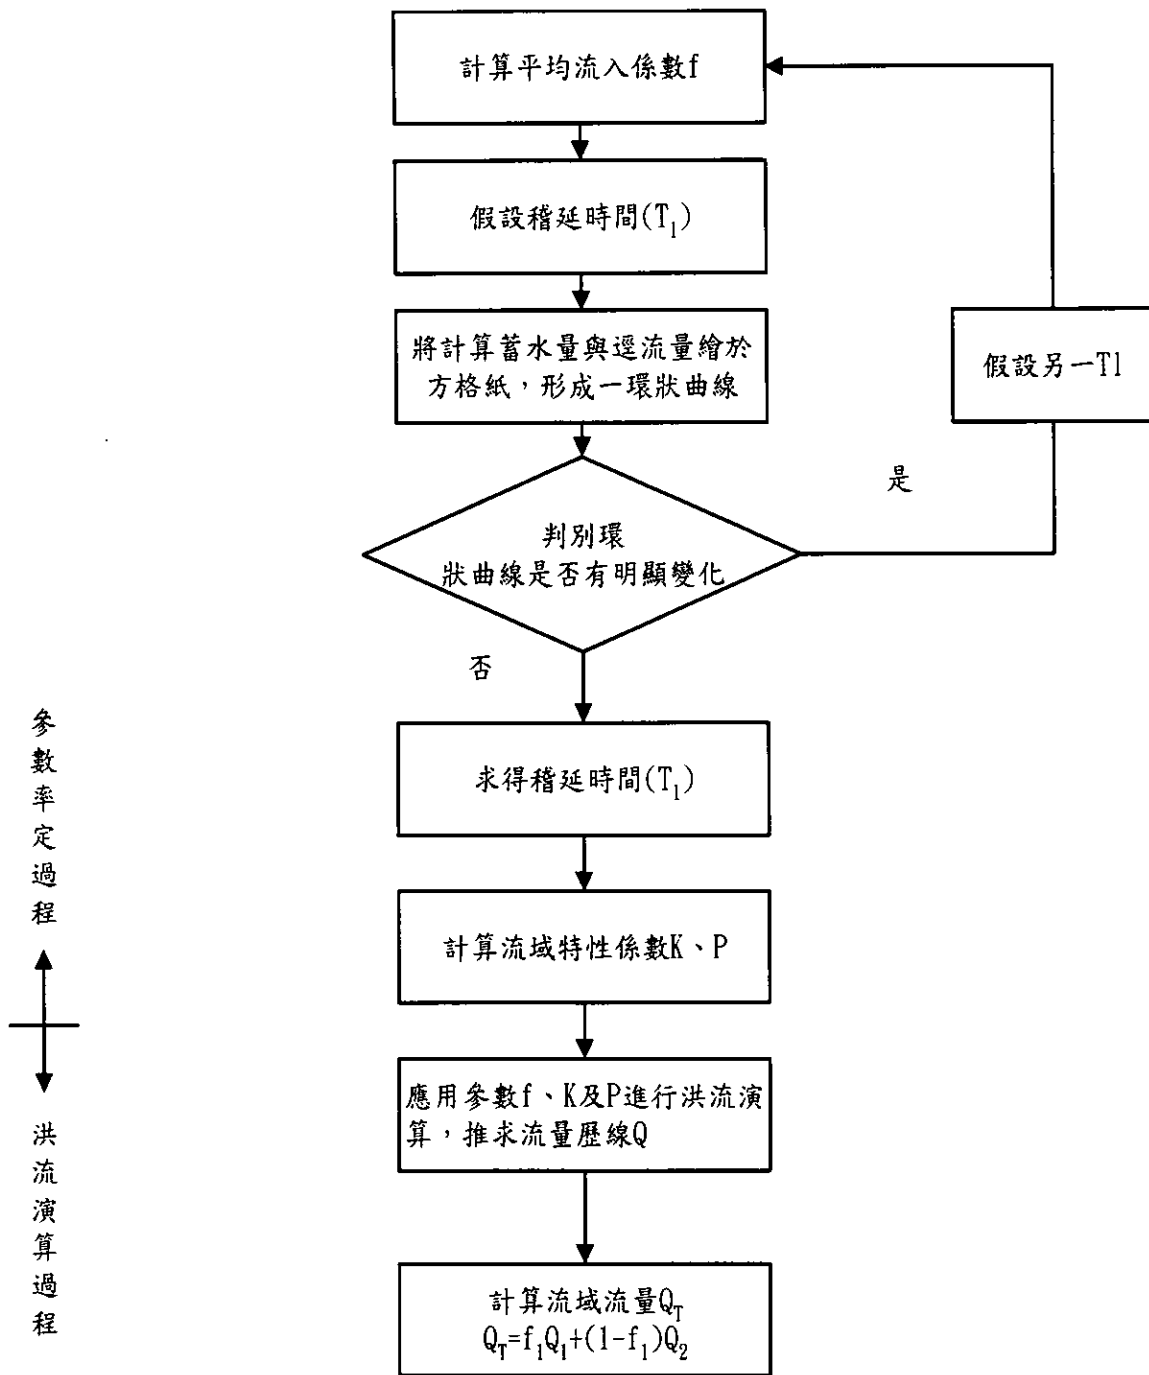 計算平均流入係數f
假設稽延時間(T₁)
將計算蓄水量與逕流量繪於
方格紙，形成一環狀曲線
假設另一T1
判別環
狀曲線是否有明顯變化
是
否
求得稽延時間(T₁)
計算流域特性係數K、P
應用參數f、K及P進行洪流演
算，推求流量歷線Q
計算流域流量Q_T
Q_T=f₁Q₁+(1-f₁)Q₂
參數率定過程
洪流演算過程